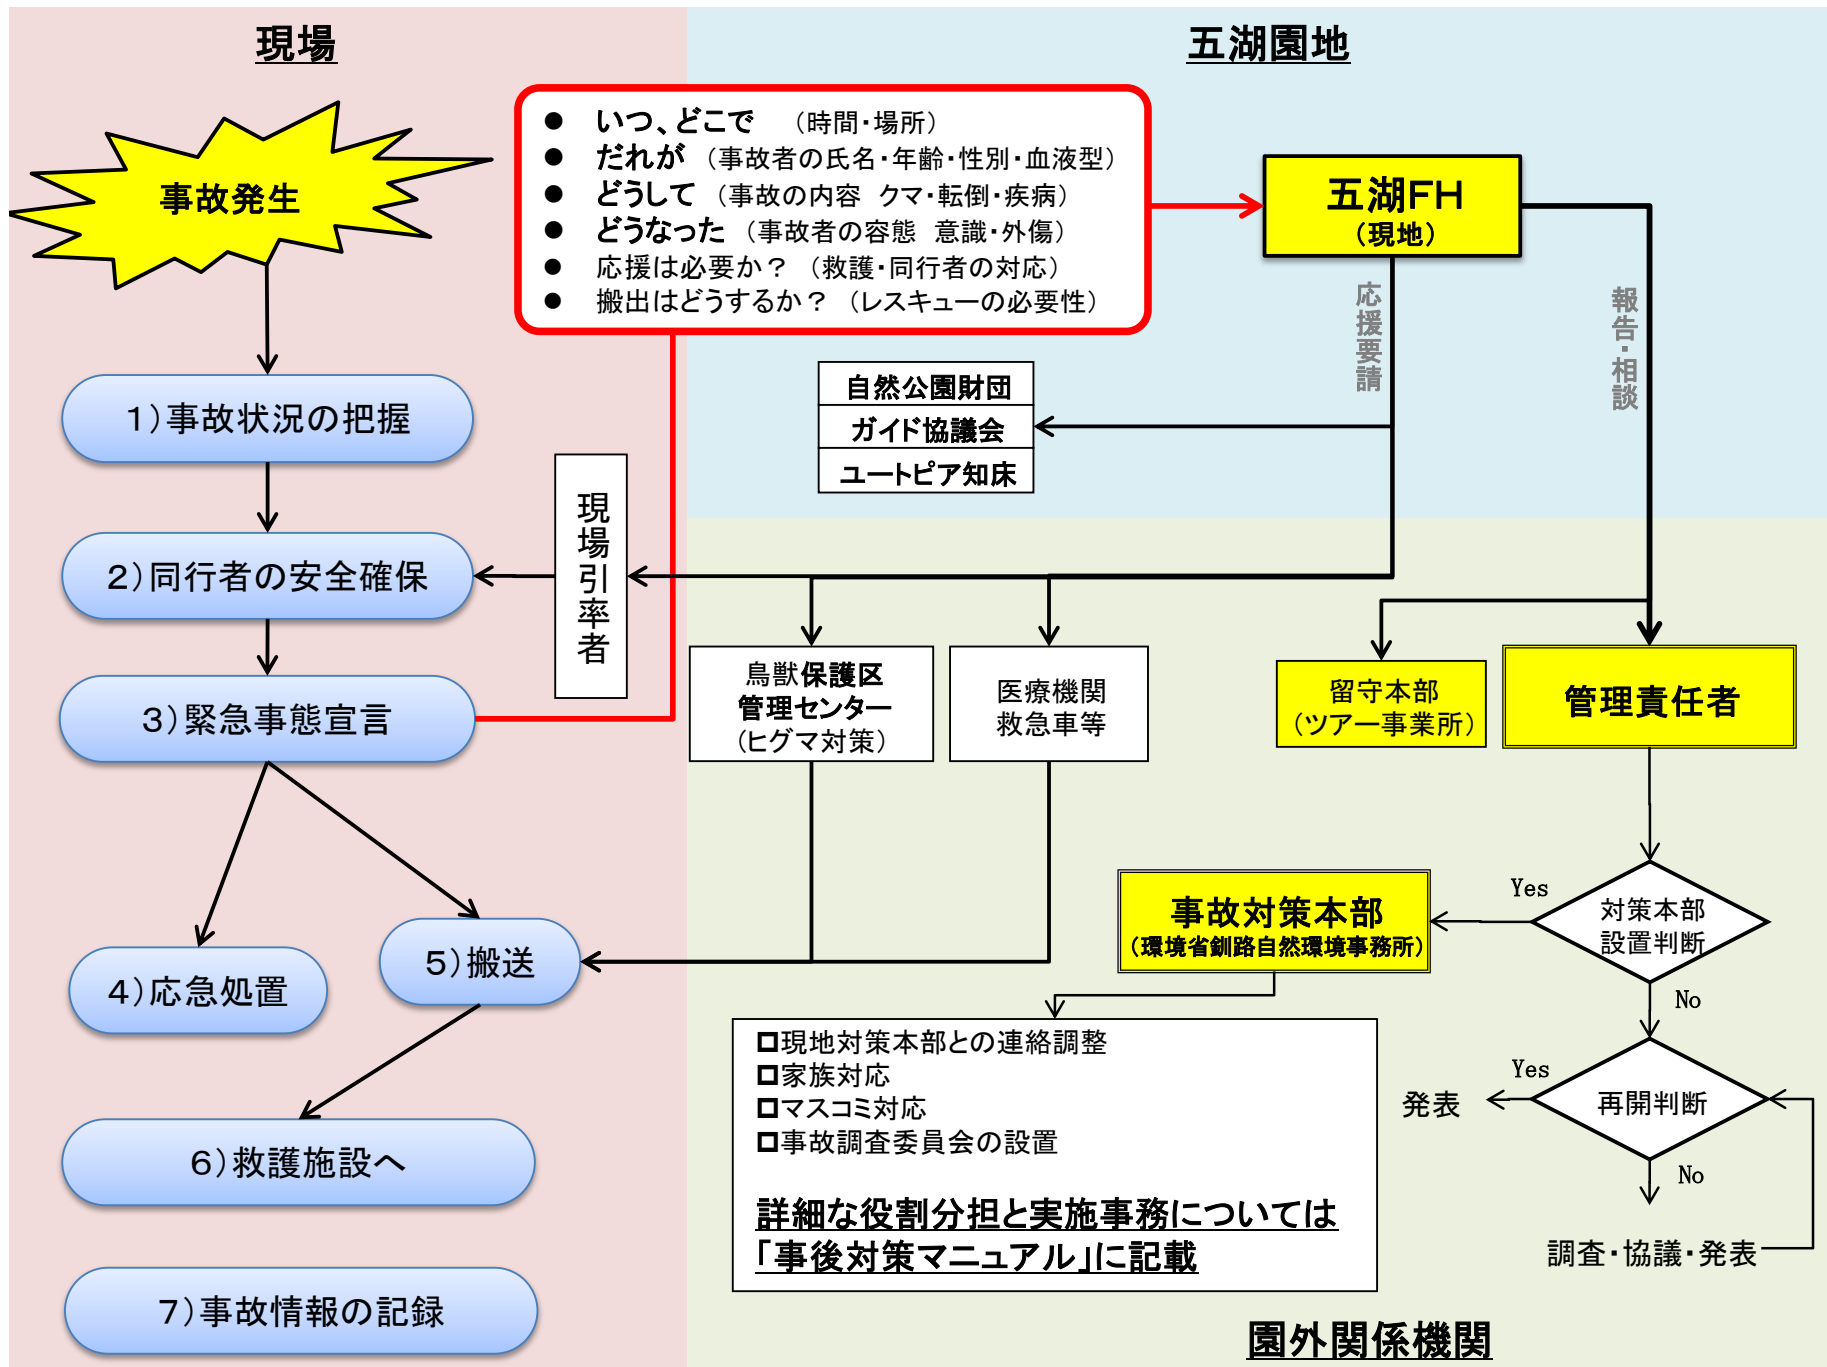 現場
五湖園地
事故発生
● いつ、どこで （時間・場所）
● だれが （事故者の氏名・年齢・性別・血液型）
● どうして （事故の内容 クマ・転倒・疾病）
● どうなった （事故者の容態 意識・外傷）
● 応援は必要か？ （救護・同行者の対応）
● 搬出はどうするか？ （レスキューの必要性）
五湖FH
（現地）
応援要請
報告・相談
自然公園財団
ガイド協議会
ユートピア知床
1）事故状況の把握
2）同行者の安全確保
3）緊急事態宣言
現場引率者
鳥獣保護区
管理センター
（ヒグマ対策）
医療機関
救急車等
留守本部
（ツアー事業所）
管理責任者
4）応急処置
5）搬送
6）救護施設へ
7）事故情報の記録
事故対策本部
（環境省釧路自然環境事務所）
Yes
対策本部
設置判断
No
□現地対策本部との連絡調整
□家族対応
□マスコミ対応
□事故調査委員会の設置
詳細な役割分担と実施事務については
「事後対策マニュアル」に記載
Yes
発表
再開判断
No
調査・協議・発表
園外関係機関